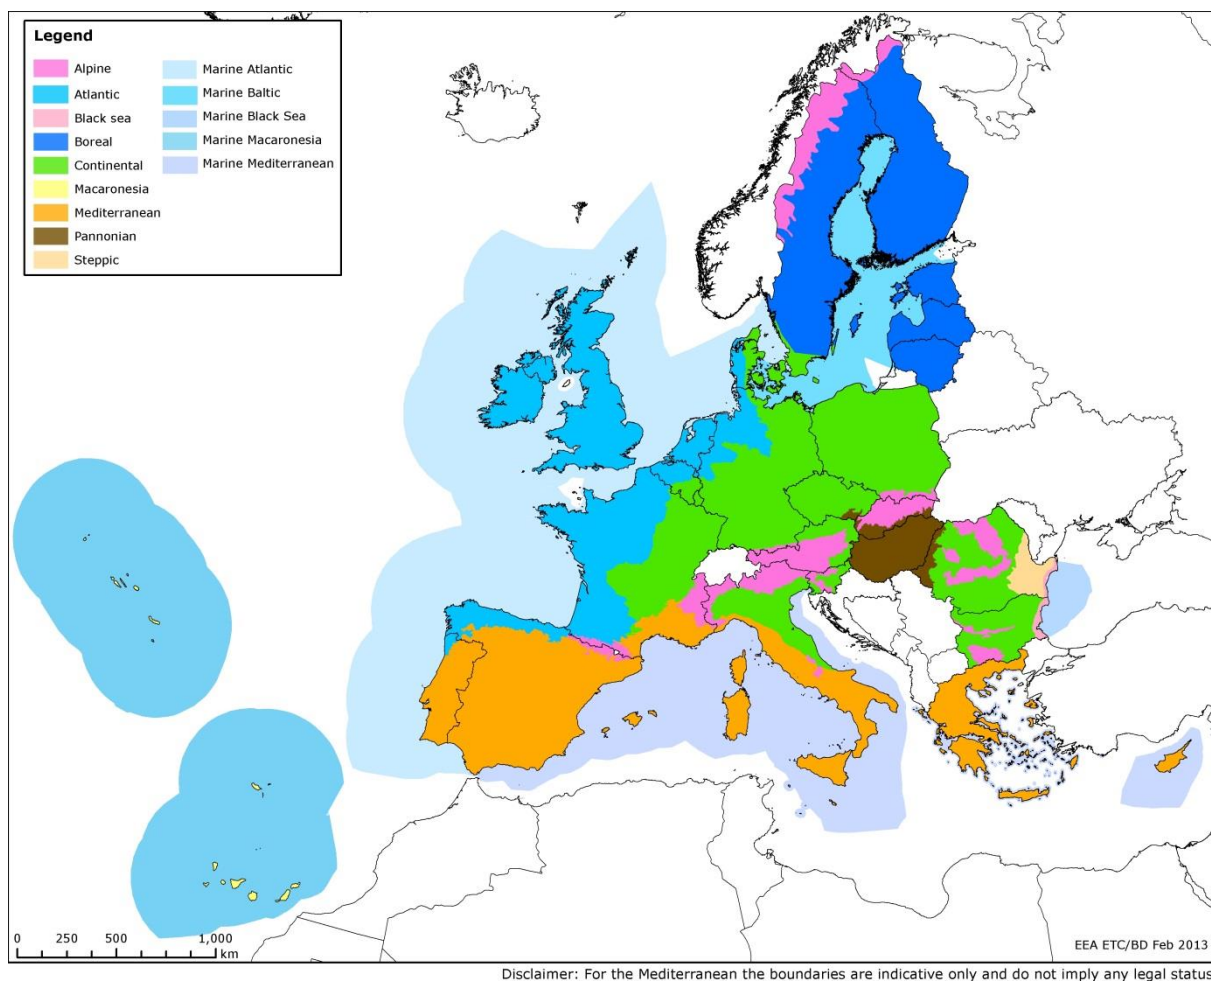 Legend
Alpine
Atlantic
Black sea
Boreal
Continental
Macaronesia
Mediterranean
Pannonian
Steppic
Marine Atlantic
Marine Baltic
Marine Black Sea
Marine Macaronesia
Marine Mediterranean
0 250 500 1,000
km
EEA ETC/BD Feb 2013
Disclaimer: For the Mediterranean the boundaries are indicative only and do not imply any legal status